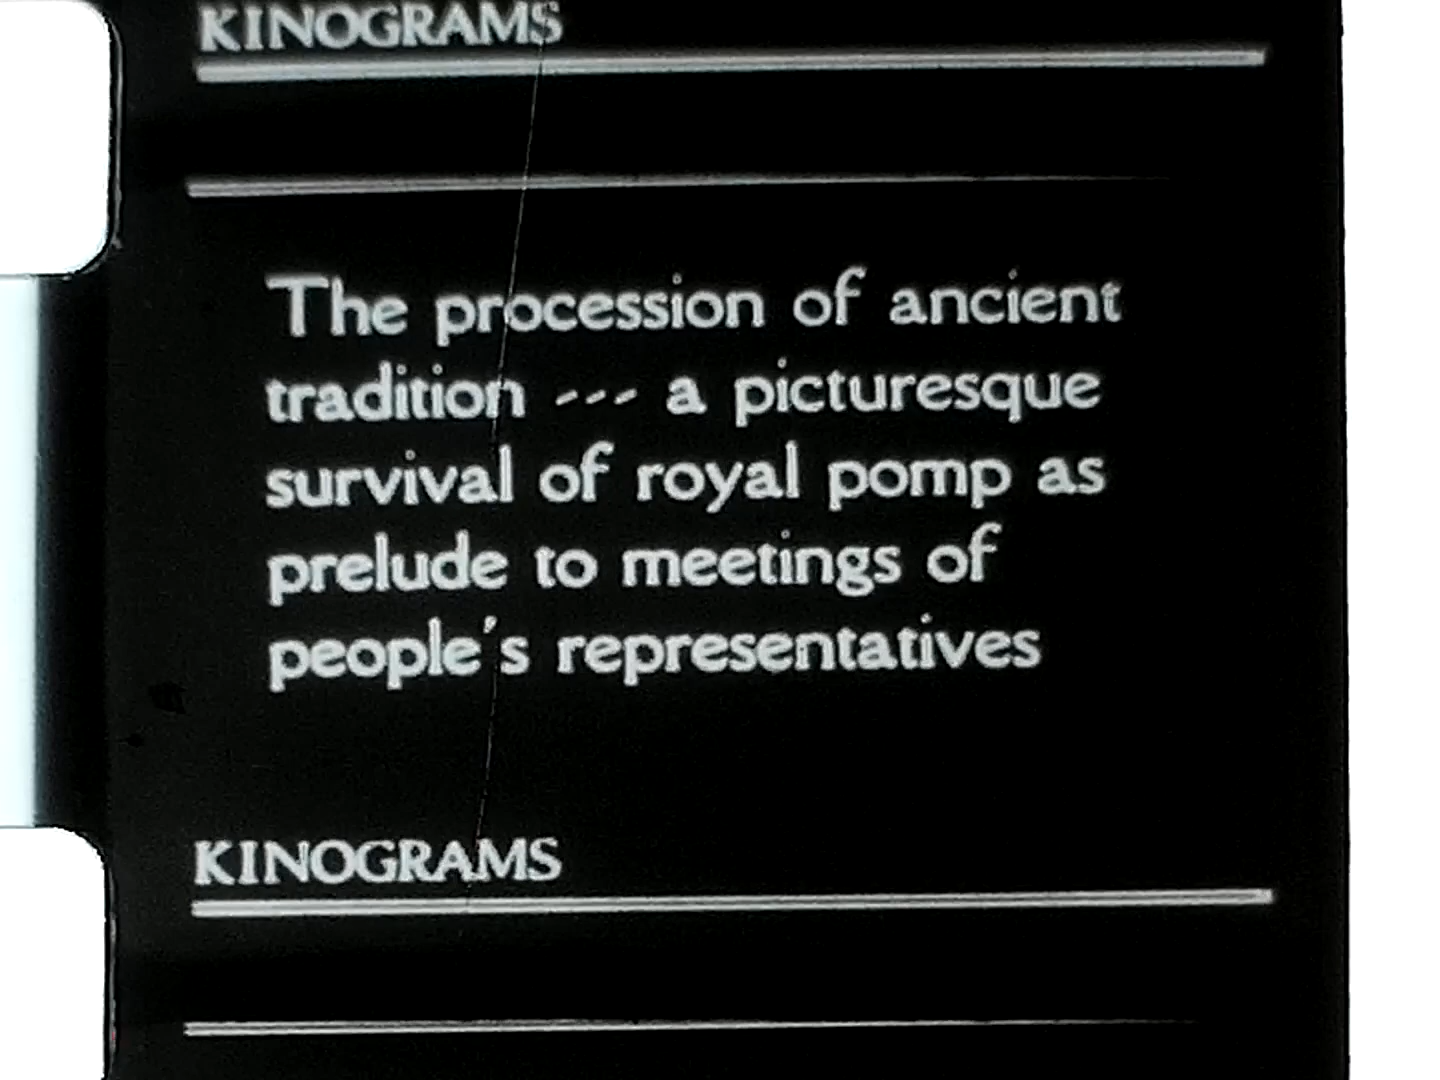 KINOGRAMS
The procession of ancient
tradition --- a picturesque
survival of royal pomp as
prelude to meetings of
people's representatives
KINOGRAMS